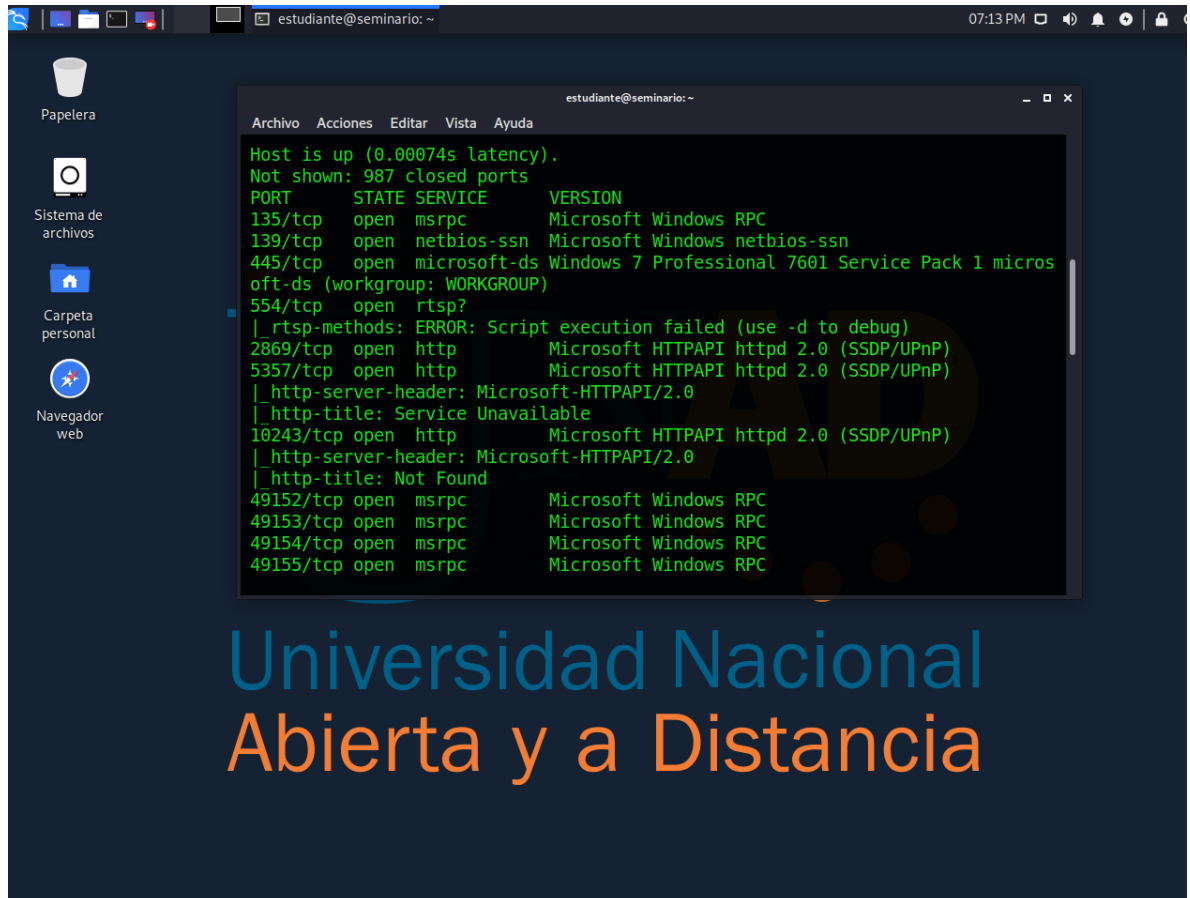 estudiante@seminario: ~
07:13 PM
Papelera
Sistema de
archivos
Carpeta
personal
Navegador
web
estudiante@seminario: ~
Archivo Acciones Editar Vista Ayuda
Host is up (0.00074s latency).
Not shown: 987 closed ports
PORT STATE SERVICE VERSION
135/tcp open msrpc Microsoft Windows RPC
139/tcp open netbios-ssn Microsoft Windows netbios-ssn
445/tcp open microsoft-ds Windows 7 Professional 7601 Service Pack 1 micros
oft-ds (workgroup: WORKGROUP)
554/tcp open rtsp?
|_rtsp-methods: ERROR: Script execution failed (use -d to debug)
2869/tcp open http Microsoft HTTPAPI httpd 2.0 (SSDP/UPnP)
5357/tcp open http Microsoft HTTPAPI httpd 2.0 (SSDP/UPnP)
|_http-server-header: Microsoft-HTTPAPI/2.0
|_http-title: Service Unavailable
10243/tcp open http Microsoft HTTPAPI httpd 2.0 (SSDP/UPnP)
|_http-server-header: Microsoft-HTTPAPI/2.0
|_http-title: Not Found
49152/tcp open msrpc Microsoft Windows RPC
49153/tcp open msrpc Microsoft Windows RPC
49154/tcp open msrpc Microsoft Windows RPC
49155/tcp open msrpc Microsoft Windows RPC
Universidad Nacional
Abierta y a Distancia